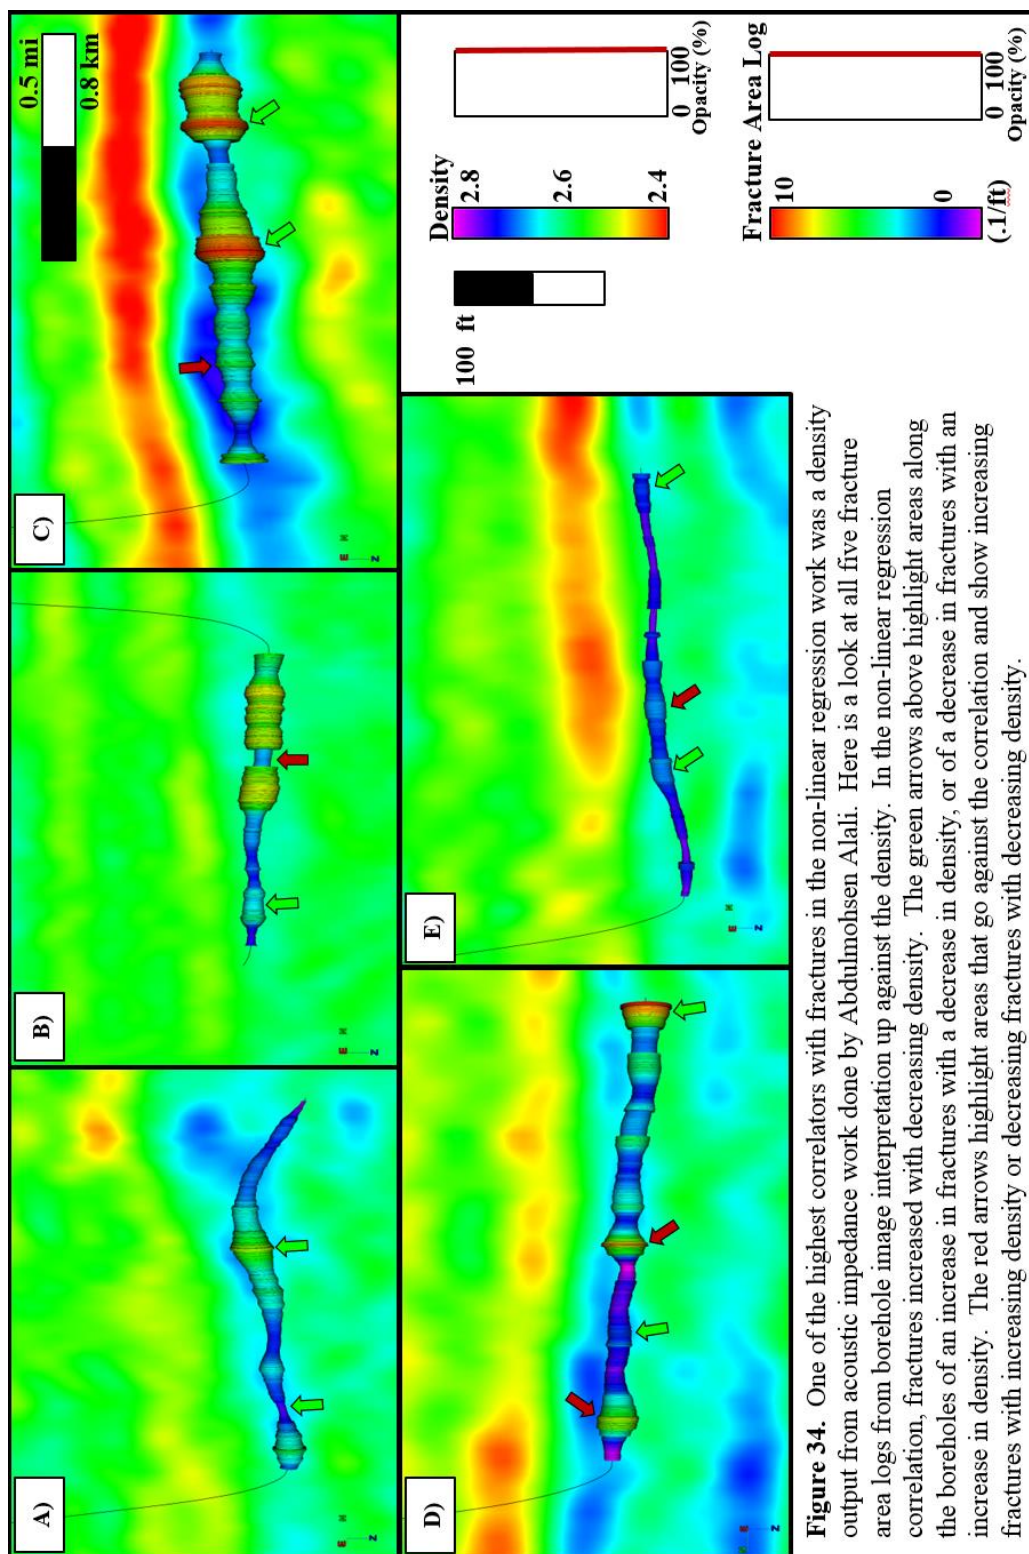 A)
B)
C)
0.5 mi
0.8 km
D)
E)
100 ft
Density
2.8
2.6
2.4
0 100
Opacity (%)
Fracture Area Log
10
0
(.1/ft)
0 100
Opacity (%)
Figure 34. One of the highest correlators with fractures in the non-linear regression work was a density
output from acoustic impedance work done by Abdulmohsen Alali. Here is a look at all five fracture
area logs from borehole image interpretation up against the density. In the non-linear regression
correlation, fractures increased with decreasing density. The green arrows above highlight areas along
the boreholes of an increase in fractures with a decrease in density, or of a decrease in fractures with an
increase in density. The red arrows highlight areas that go against the correlation and show increasing
fractures with increasing density or decreasing fractures with decreasing density.